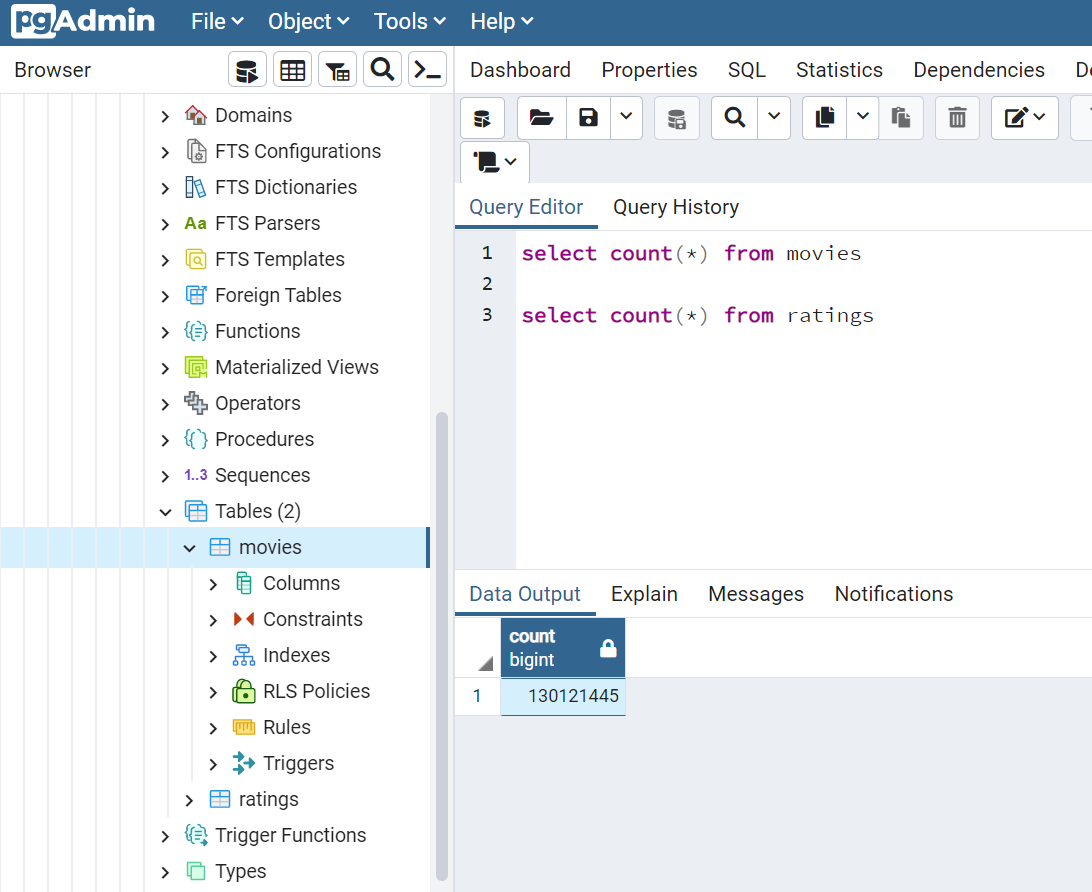 pgAdmin File Object Tools Help
Browser
Dashboard Properties SQL Statistics Dependencies
Domains
FTS Configurations
FTS Dictionaries
Aa FTS Parsers
FTS Templates
Foreign Tables
Functions
Materialized Views
Operators
Procedures
1..3 Sequences
Tables (2)
movies
Columns
Constraints
Indexes
RLS Policies
Rules
Triggers
ratings
Trigger Functions
Types
Query Editor Query History
1 select count(*) from movies
2
3 select count(*) from ratings
Data Output Explain Messages Notifications
count
bigint
1 130121445